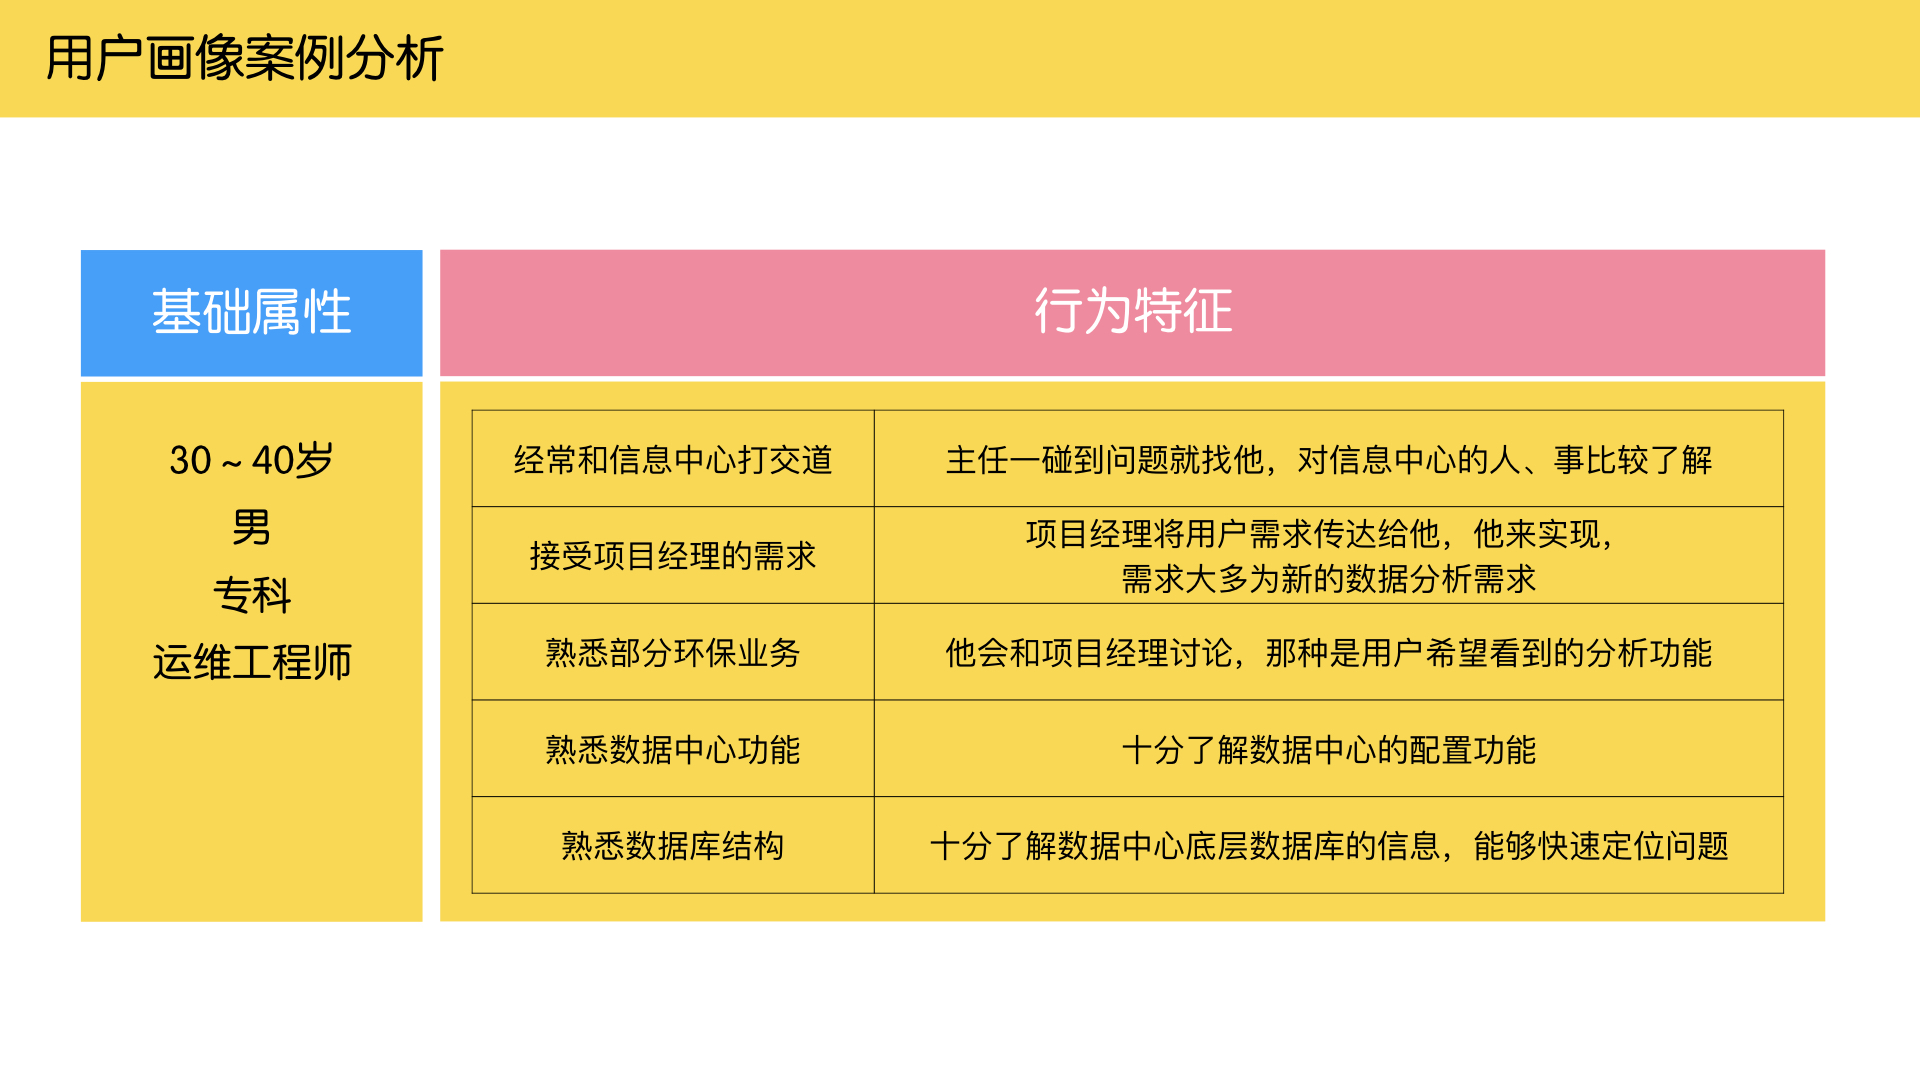 用户画像案例分析
基础属性
行为特征
30～40岁
男
专科
运维工程师
经常和信息中心打交道
主任一碰到问题就找他，对信息中心的人、事比较了解
接受项目经理的需求
项目经理将用户需求传达给他，他来实现，
需求大多为新的数据分析需求
熟悉部分环保业务
他会和项目经理讨论，那种是用户希望看到的分析功能
熟悉数据中心功能
十分了解数据中心的配置功能
熟悉数据库结构
十分了解数据中心底层数据库的信息，能够快速定位问题